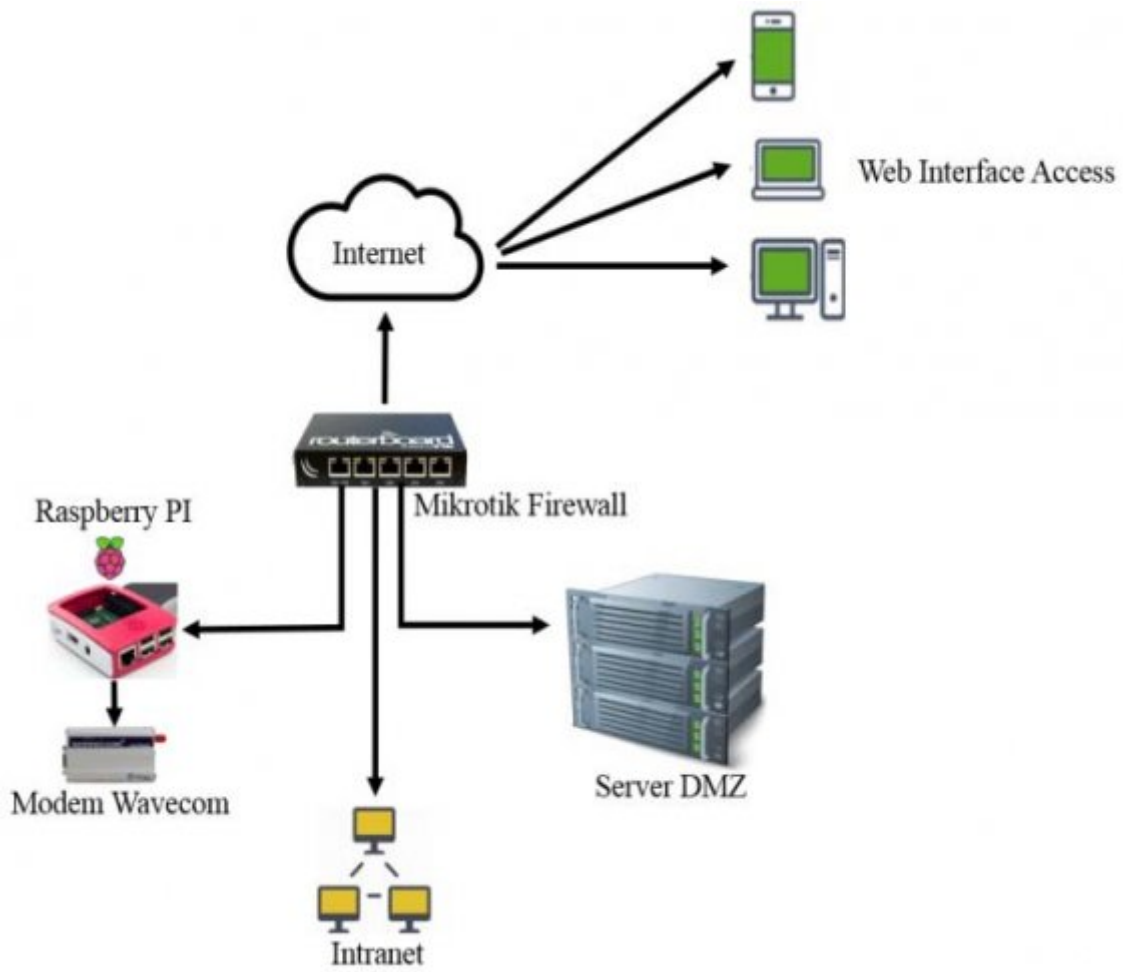 Web Interface Access
Internet
routerboard
Mikrotik Firewall
Raspberry PI
Modem Wavecom
Server DMZ
Intranet